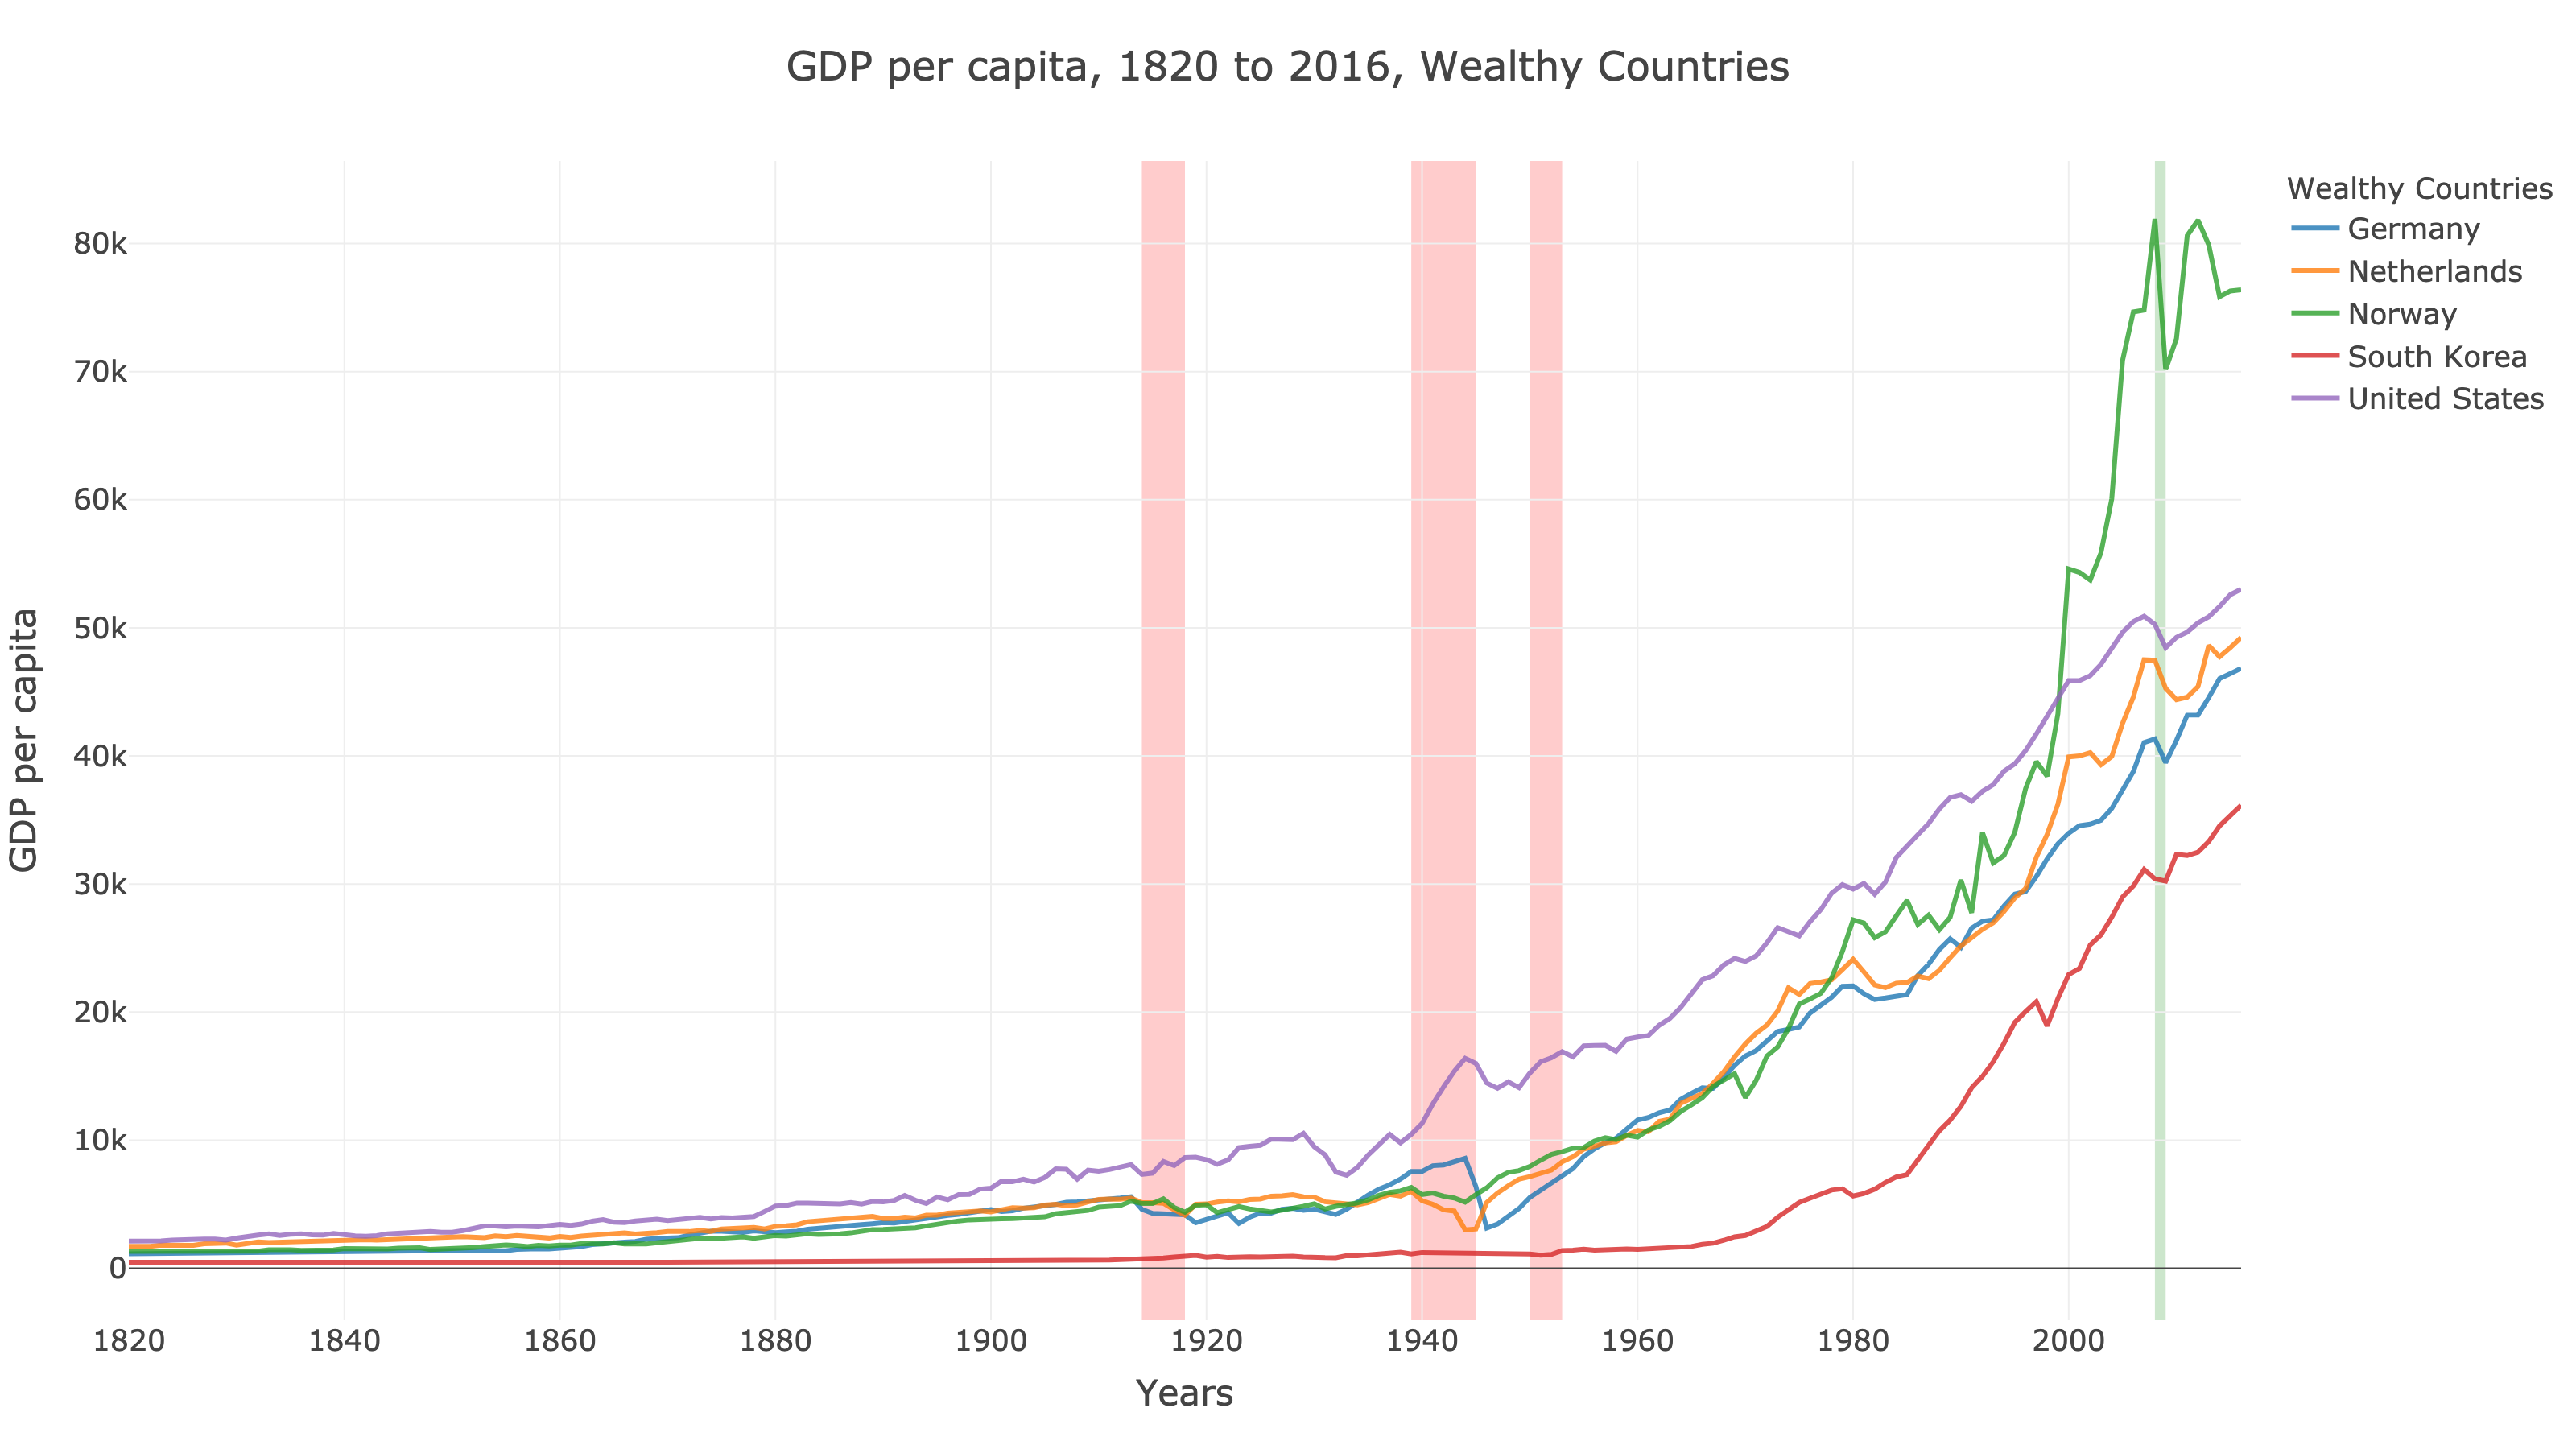 GDP per capita, 1820 to 2016, Wealthy Countries
Wealthy Countries
Germany
Netherlands
Norway
South Korea
United States
GDP per capita
80k
70k
60k
50k
40k
30k
20k
10k
0
1820 1840 1860 1880 1900 1920 1940 1960 1980 2000
Years